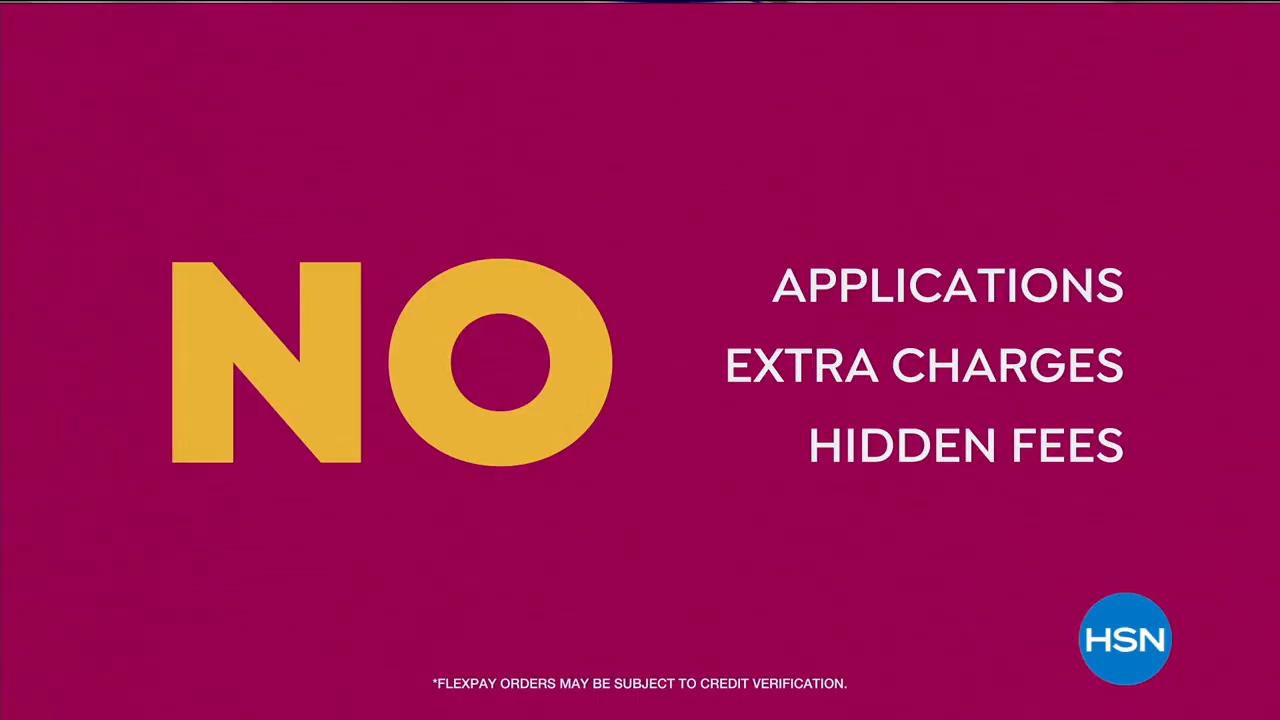 NO
APPLICATIONS
EXTRA CHARGES
HIDDEN FEES
HSN
*FLEXPAY ORDERS MAY BE SUBJECT TO CREDIT VERIFICATION.